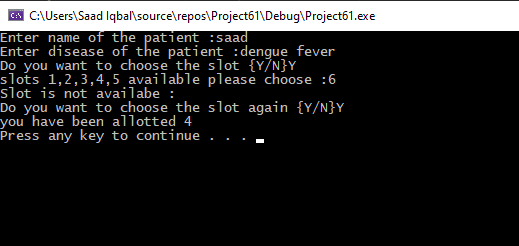 C:\Users\Saad Iqbal\source\repos\Project61\Debug\Project61.exe
Enter name of the patient :saad
Enter disease of the patient :dengue fever
Do you want to choose the slot {Y/N}Y
slots 1,2,3,4,5 available please choose :6
Slot is not availabe :
Do you want to choose the slot again {Y/N}Y
you have been allotted 4
Press any key to continue . . .